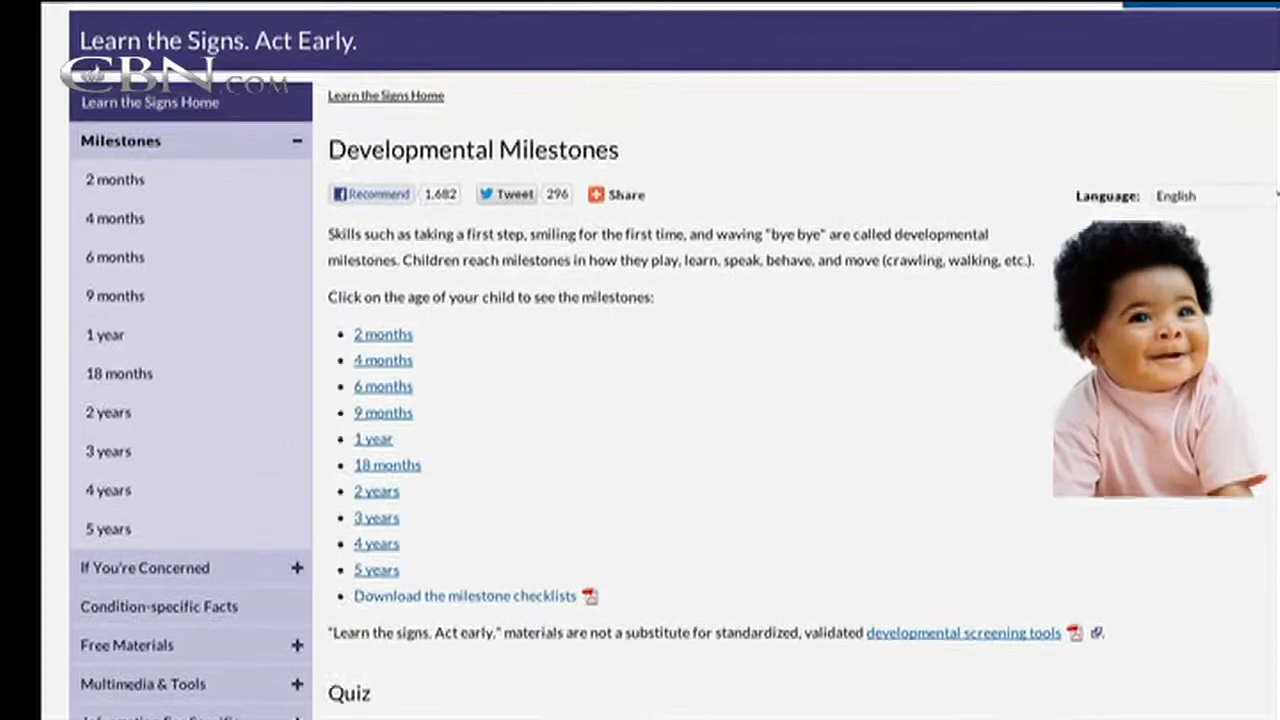 Learn the Signs. Act Early.
CBN.COM
Learn the Signs Home
Milestones
2 months
4 months
6 months
9 months
1 year
18 months
2 years
3 years
4 years
5 years
If You're Concerned
Condition-specific Facts
Free Materials
Multimedia & Tools
Learn the Signs Home
Developmental Milestones
Recommend 1,682 Tweet 296 Share
Language: English
Skills such as taking a first step, smiling for the first time, and waving "bye bye" are called developmental
milestones. Children reach milestones in how they play, learn, speak, behave, and move (crawling, walking, etc.).
Click on the age of your child to see the milestones:
• 2 months
• 4 months
• 6 months
• 9 months
• 1 year
• 18 months
• 2 years
• 3 years
• 4 years
• 5 years
• Download the milestone checklists
"Learn the signs. Act early." materials are not a substitute for standardized, validated developmental screening tools.
Quiz